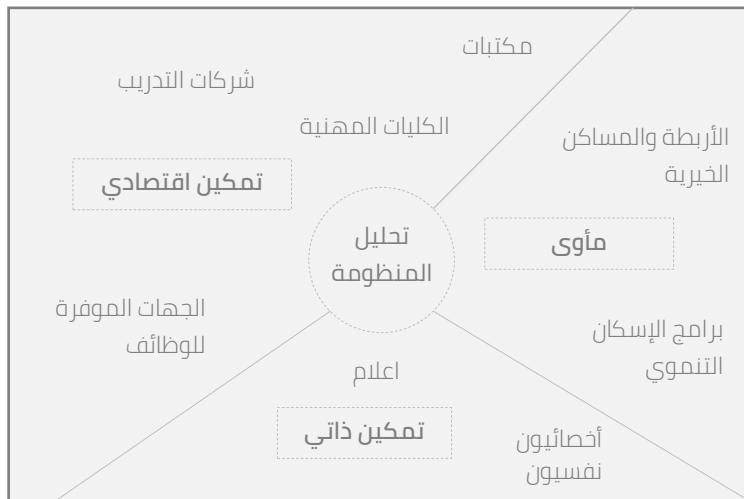 مكتبات
شركات التدريب
الكليات المهنية
تمكين اقتصادي
الأربطة والمساكن
الخيرية
مأوى
تحليل
المنظومة
الجهات الموفرة
للوظائف
برامج الإسكان
التنموي
اعلام
تمكين ذاتي
أخصائيون
نفسيون